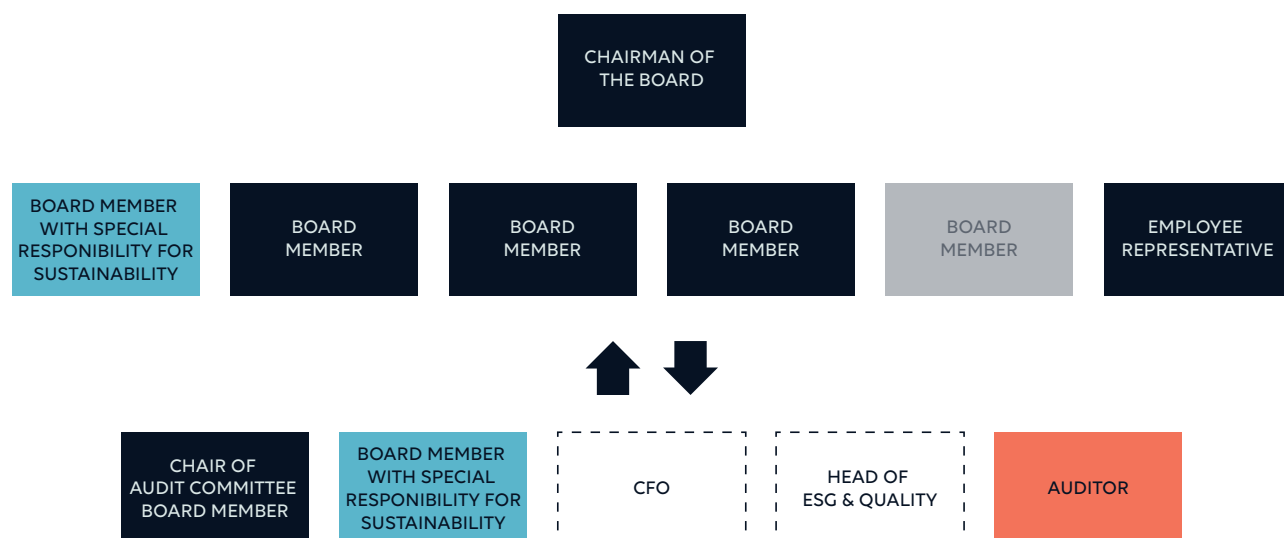 CHAIRMAN OF
THE BOARD
BOARD MEMBER
WITH SPECIAL
RESPONIBILITY FOR
SUSTAINABILITY
BOARD
MEMBER
BOARD
MEMBER
BOARD
MEMBER
BOARD
MEMBER
EMPLOYEE
REPRESENTATIVE
CHAIR OF
AUDIT COMMITTEE
BOARD MEMBER
BOARD MEMBER
WITH SPECIAL
RESPONIBILITY FOR
SUSTAINABILITY
CFO
HEAD OF
ESG & QUALITY
AUDITOR